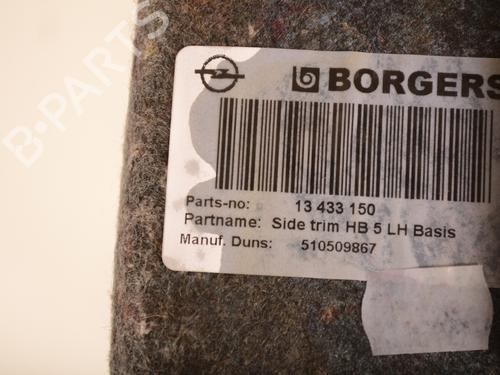 BORGERS
Parts-no: 13 433 150
Partname: Side trim HB 5 LH Basis
Manuf. Duns: 510509867
B-PARTS